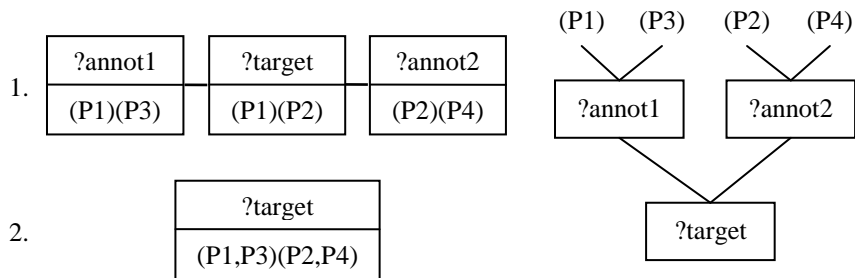 (P1) (P3) (P2) (P4)
?annot1 ?target ?annot2
1.
(P1)(P3) (P1)(P2) (P2)(P4)
?annot1 ?annot2
?target
2.
(P1,P3)(P2,P4)
?target